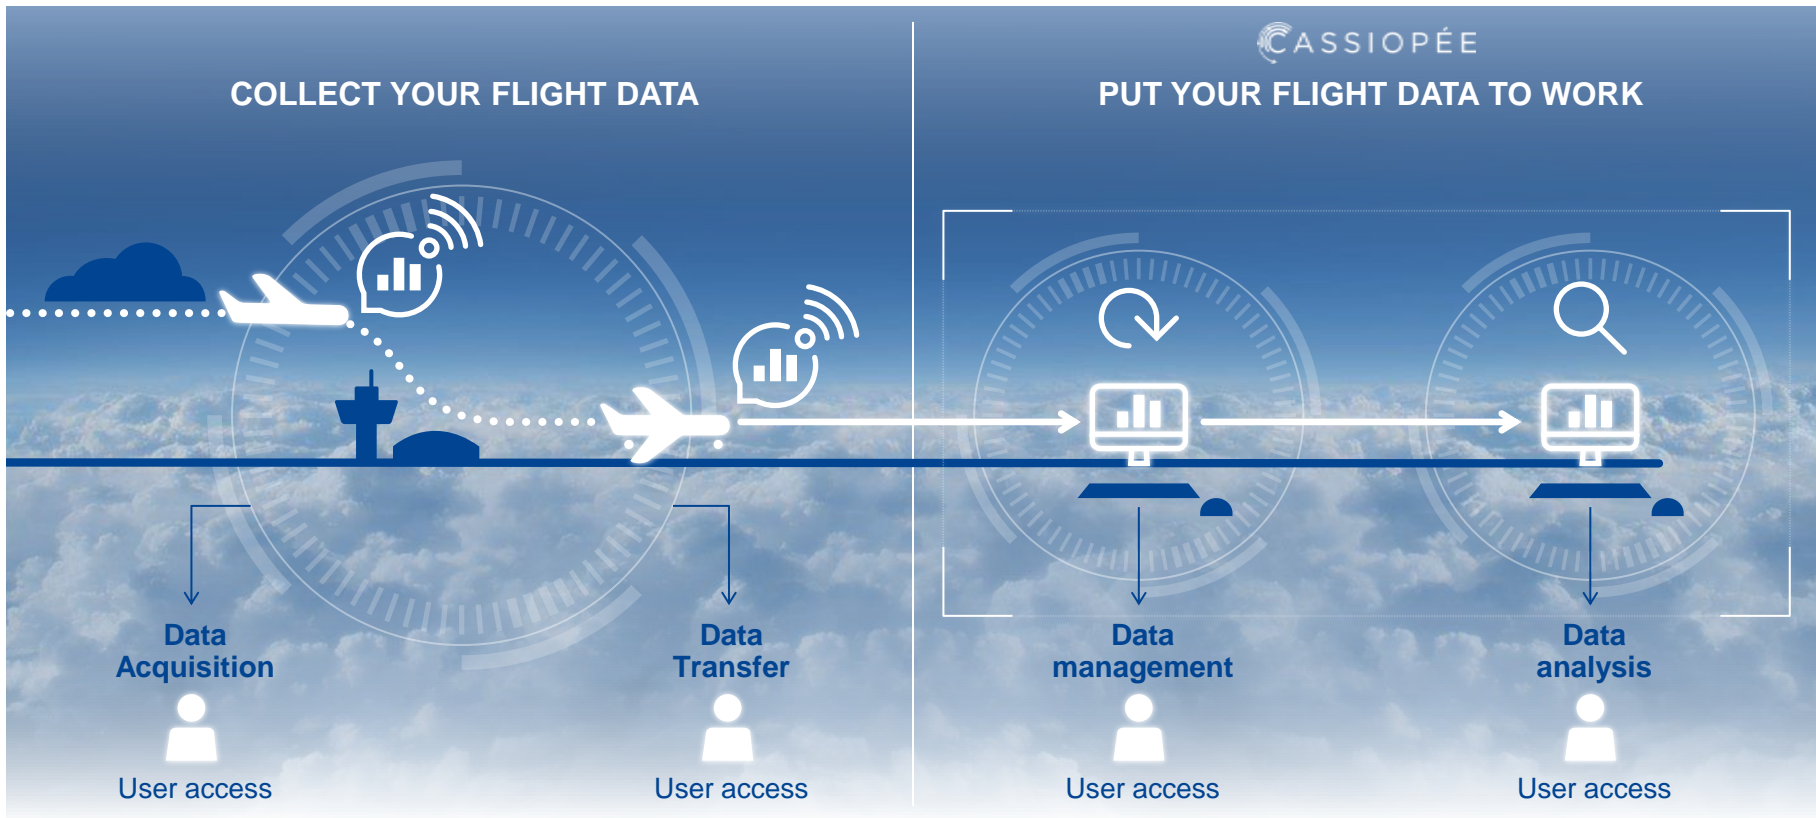 COLLECT YOUR FLIGHT DATA
CASSIOPÉE
PUT YOUR FLIGHT DATA TO WORK
Data
Acquisition
User access
Data
Transfer
User access
Data
management
User access
Data
analysis
User access